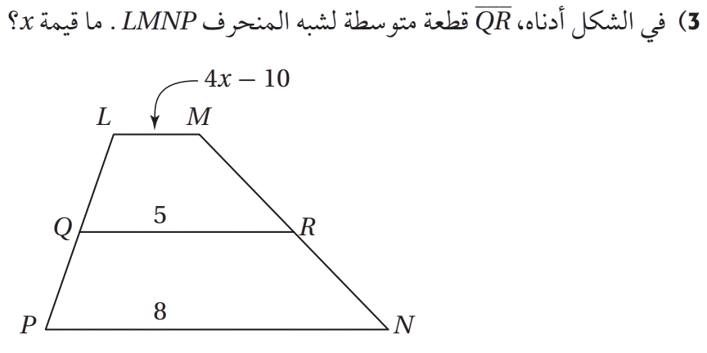 3) في الشكل أدناه، QR قطعة متوسطة لشبه المنحرف LMNP . ما قيمة x؟
4x − 10
L M
Q 5 R
8
P N